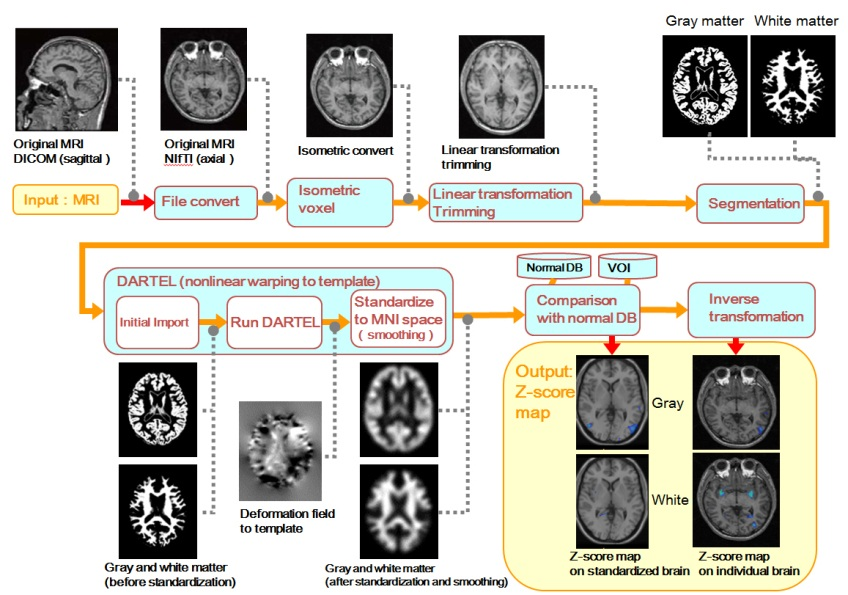 Gray matter
White matter
Original MRI
DICOM (sagittal )
Original MRI
NIfTI (axial )
Isometric convert
Linear transformation
trimming
Input : MRI
File convert
Isometric
voxel
Linear transformation
Trimming
Segmentation
DARTEL (nonlinear warping to template)
Initial Import
Run DARTEL
Standardize
to MNI space
( smoothing )
Normal DB
VOI
Comparison
with normal DB
Inverse
transformation
Output:
Z-score
map
Gray
White
Deformation field
to template
Gray and white matter
(before standardization)
Gray and white matter
(after standardization and smoothing)
Z-score map
on standardized brain
Z-score map
on individual brain